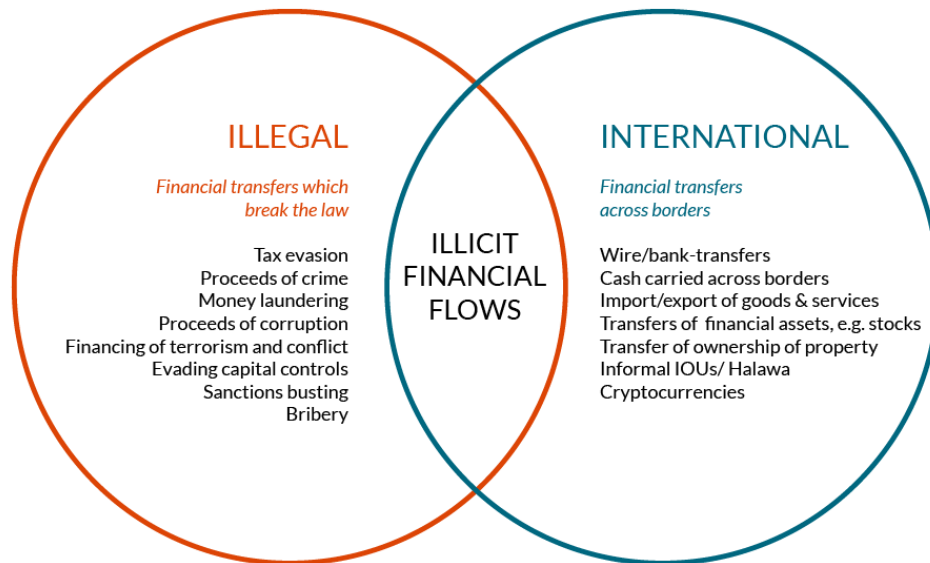 ILLEGAL
Financial transfers which
break the law
Tax evasion
Proceeds of crime
Money laundering
Proceeds of corruption
Financing of terrorism and conflict
Evading capital controls
Sanctions busting
Bribery
ILLICIT
FINANCIAL
FLOWS
INTERNATIONAL
Financial transfers
across borders
Wire/bank-transfers
Cash carried across borders
Import/export of goods & services
Transfers of financial assets, e.g. stocks
Transfer of ownership of property
Informal IOUs/ Halawa
Cryptocurrencies